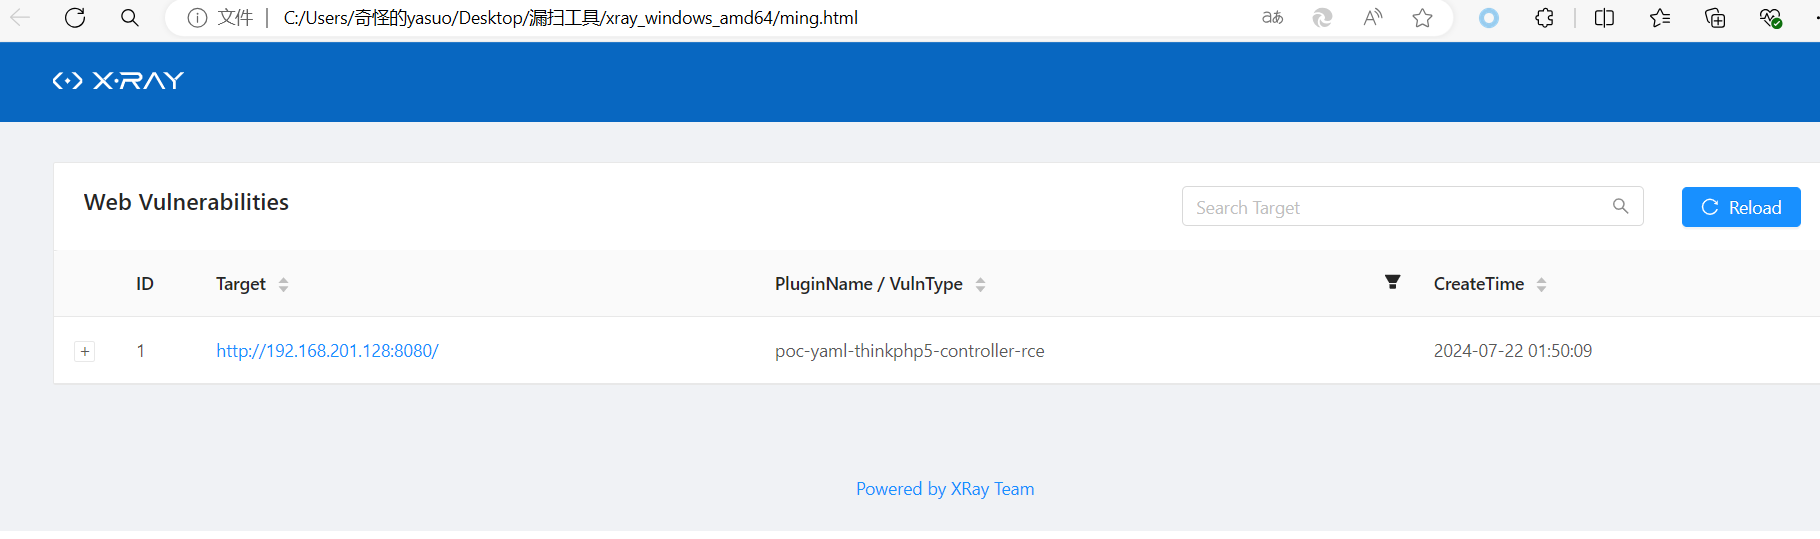 文件 C:/Users/奇怪的yasuo/Desktop/漏扫工具/xray_windows_amd64/ming.html
aあ A
X·RAY
Web Vulnerabilities
Search Target
Reload
ID Target PluginName / VulnType CreateTime
+ 1 http://192.168.201.128:8080/ poc-yaml-thinkphp5-controller-rce 2024-07-22 01:50:09
Powered by XRay Team